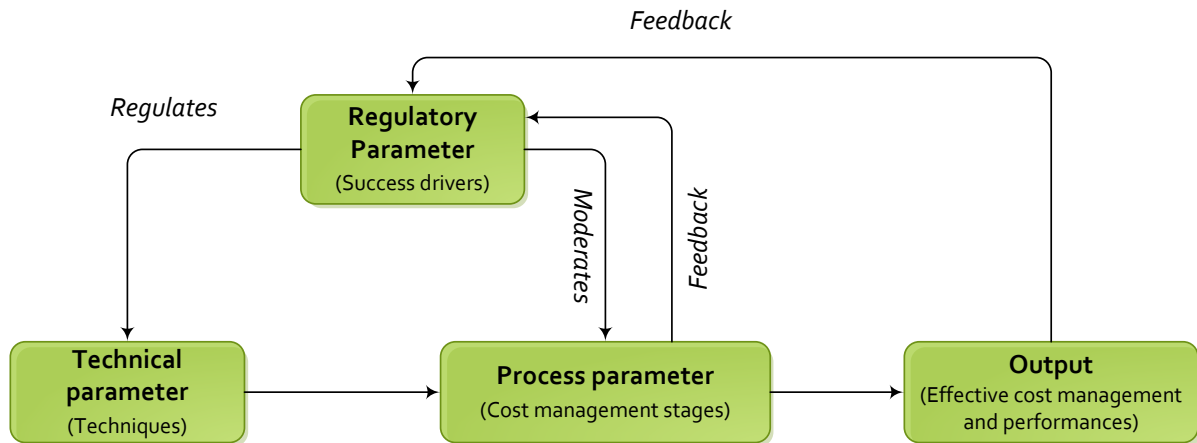 Feedback
Regulates
Regulatory
Parameter
(Success drivers)
Moderates
Feedback
Technical
parameter
(Techniques)
Process parameter
(Cost management stages)
Output
(Effective cost management
and performances)